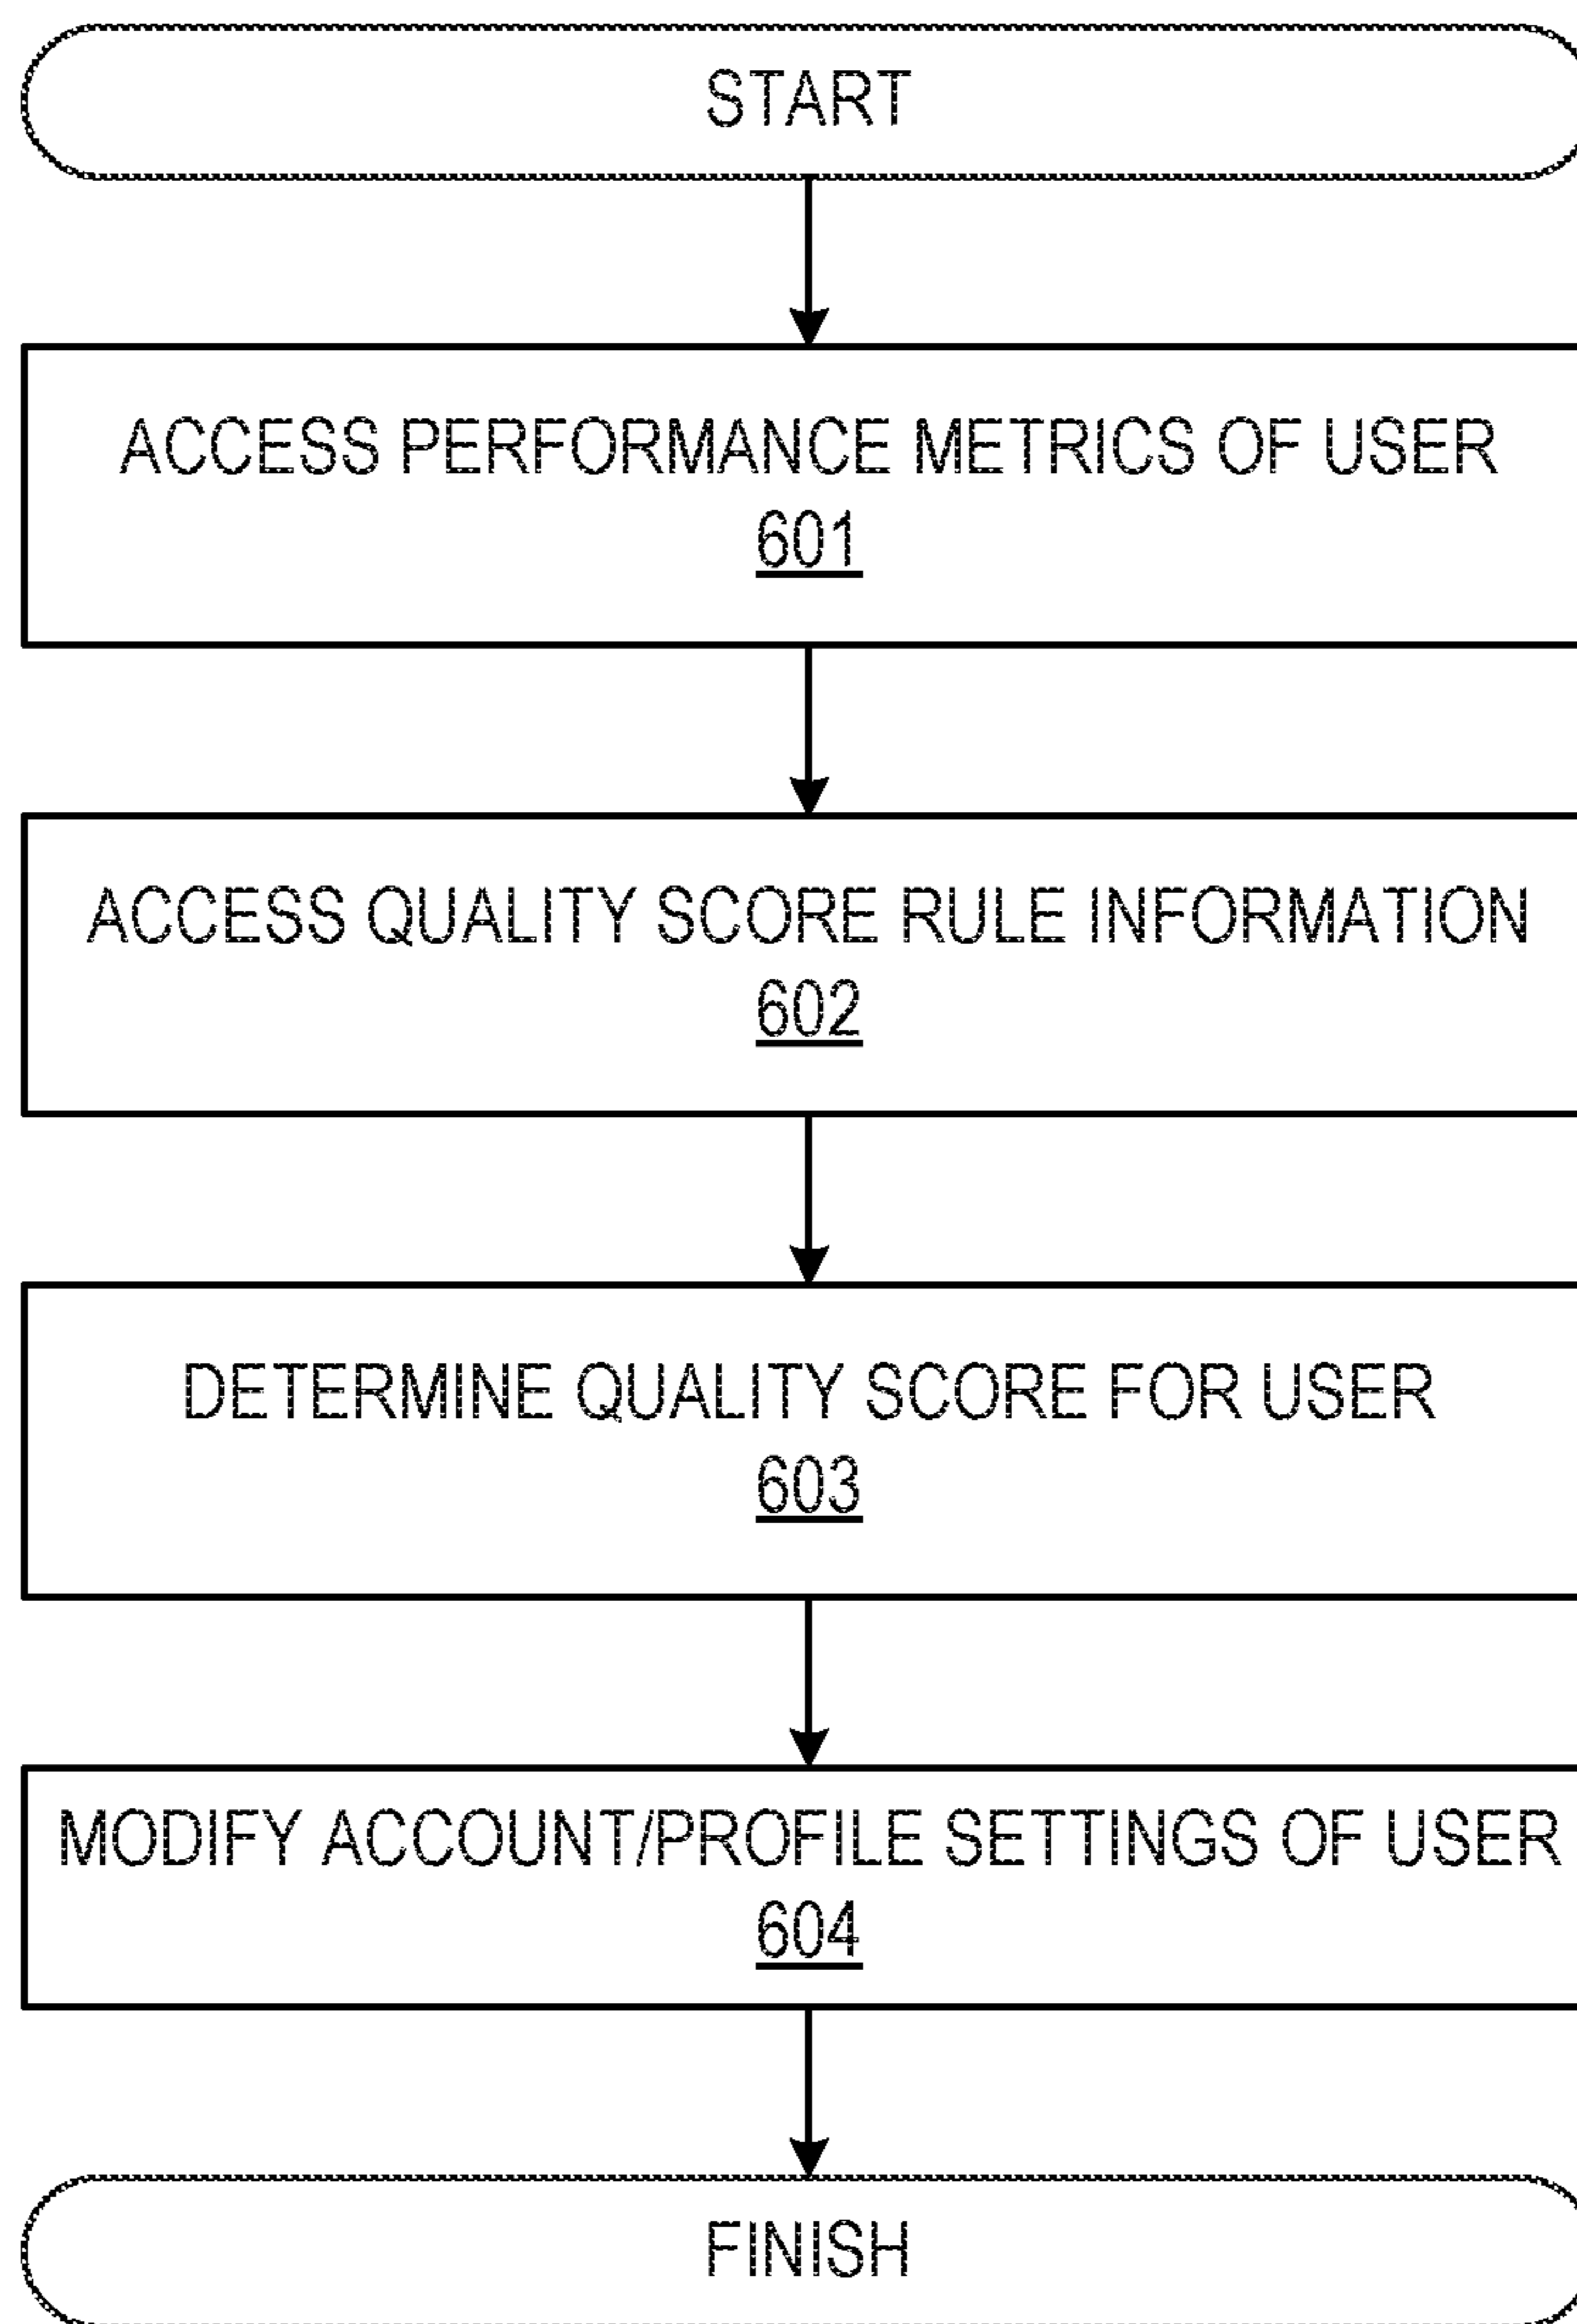 START
ACCESS PERFORMANCE METRICS OF USER
601
ACCESS QUALITY SCORE RULE INFORMATION
602
DETERMINE QUALITY SCORE FOR USER
603
MODIFY ACCOUNT/PROFILE SETTINGS OF USER
604
FINISH